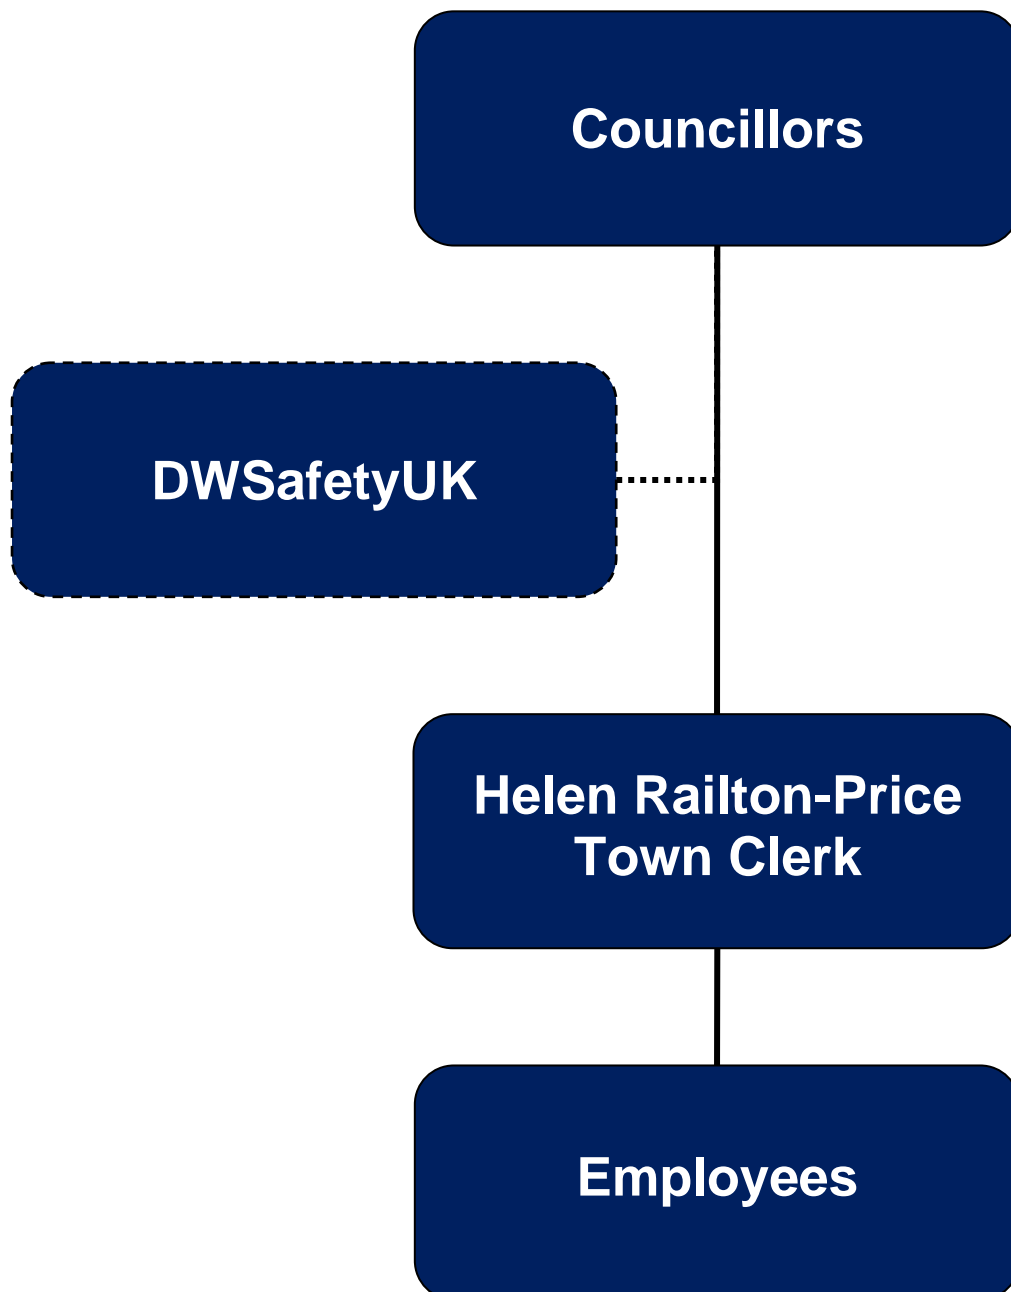 Councillors
DWSafetyUK
Helen Railton-Price
Town Clerk
Employees